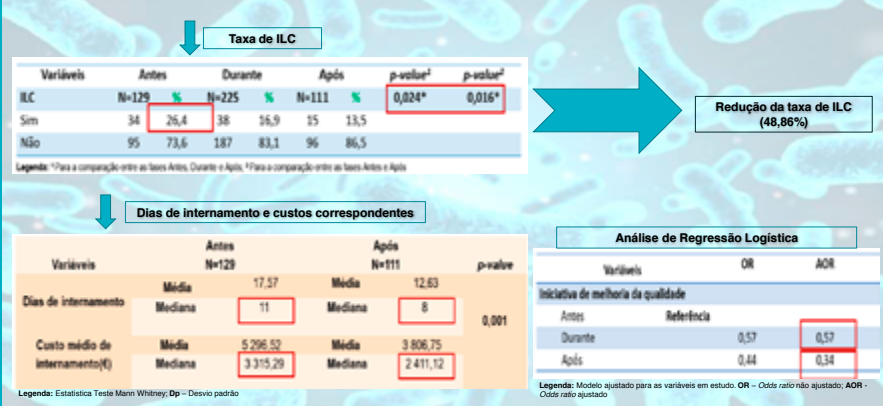 Taxa de ILC
Variáveis Antes Durante Após p-value¹ p-value²
ILC N=129 % N=225 % N=111 % 0,024* 0,016*
Sim 34 26,4 38 16,9 15 13,5
Não 95 73,6 187 83,1 96 86,5
Legenda: Para a comparação entre as fases Antes, Durante e Após, Para a comparação entre as fases Antes e Após
Redução da taxa de ILC
(48,86%)
Dias de internamento e custos correspondentes
Antes Após
Variáveis N=129 N=111 p-value
Dias de internamento Média 17,57 Média 12,63
Mediana 11 Mediana 8
0,001
Custo médio de Média 5 296,52 Média 3 806,75
internamento(€) Mediana 3 315,29 Mediana 2 411,12
Legenda: Estatística Teste Mann Whitney; Dp – Desvio padrão
Análise de Regressão Logística
Variáveis OR AOR
Iniciativa de melhoria da qualidade
Antes Referência
Durante 0,57 0,57
Após 0,44 0,34
Legenda: Modelo ajustado para as variáveis em estudo. OR – Odds ratio não ajustado; AOR -
Odds ratio ajustado